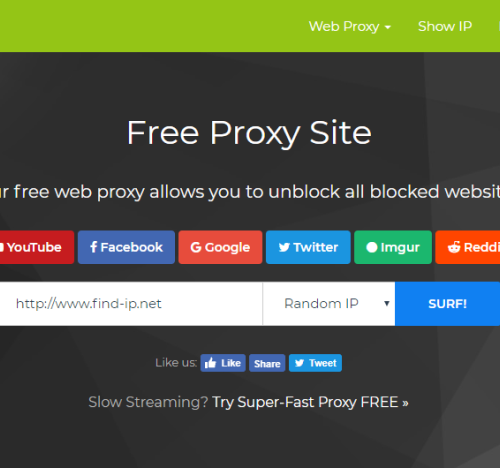 Web Proxy Show IP
Free Proxy Site
free web proxy allows you to unblock all blocked
YouTube Facebook Google Twitter Imgur
http://www.find-ip.net Random IP SURF!
Like us: Like Share Tweet
Slow Streaming? Try Super-Fast Proxy FREE »